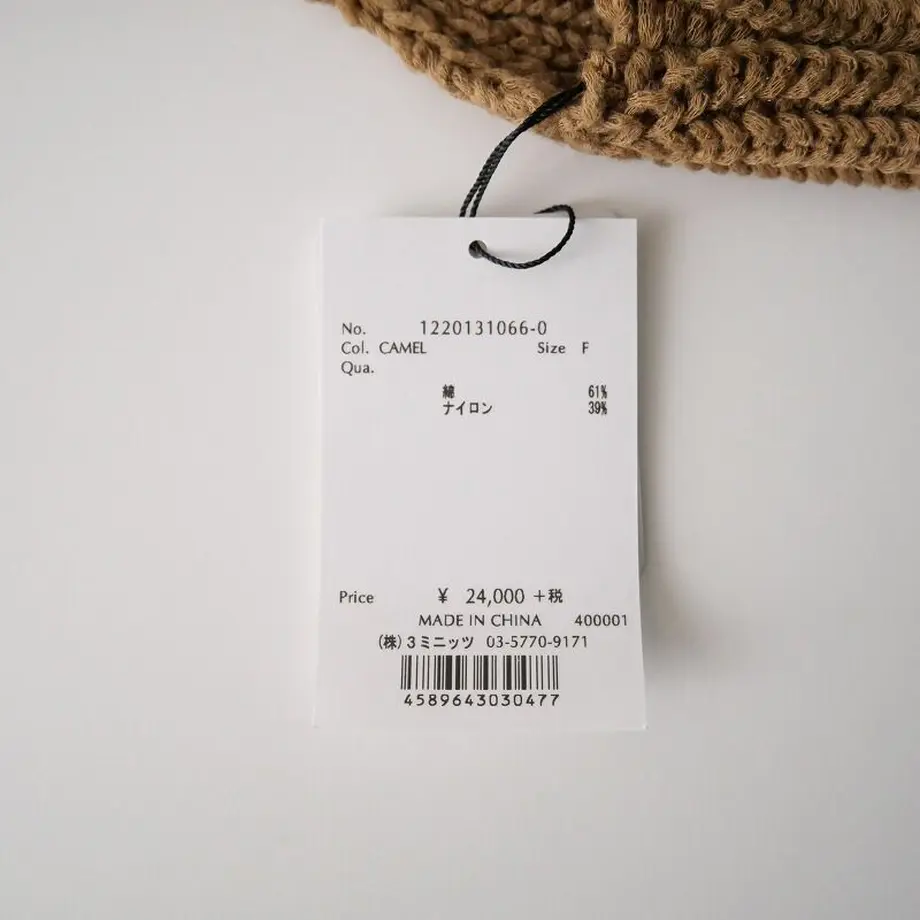 No. 1220131066-0
Col. CAMEL Size F
Qua.
綿 61%
ナイロン 39%
Price ¥ 24,000 +税
MADE IN CHINA 400001
(株)3ミニッツ 03-5770-9171
4589643030477